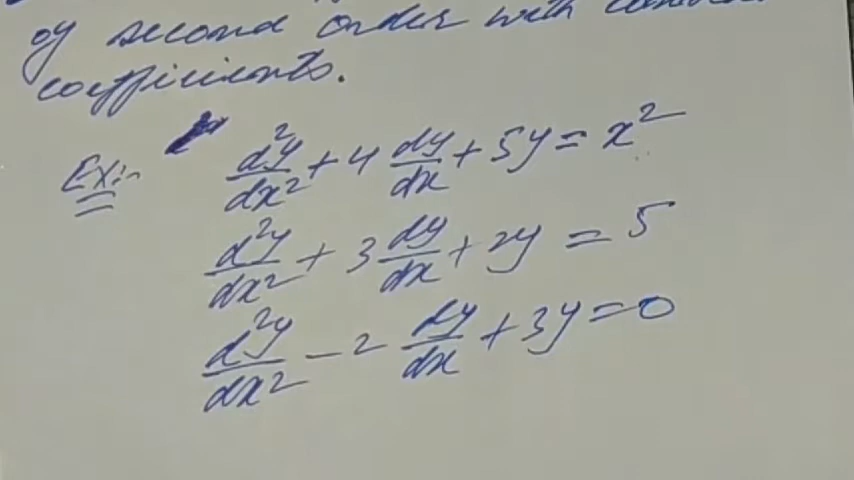 of second order with
coefficients.
Ex:- d²y/dx² + 4 dy/dx + 5y = x²
d²y/dx² + 3 dy/dx + 2y = 5
d²y/dx² - 2 dy/dx + 3y = 0